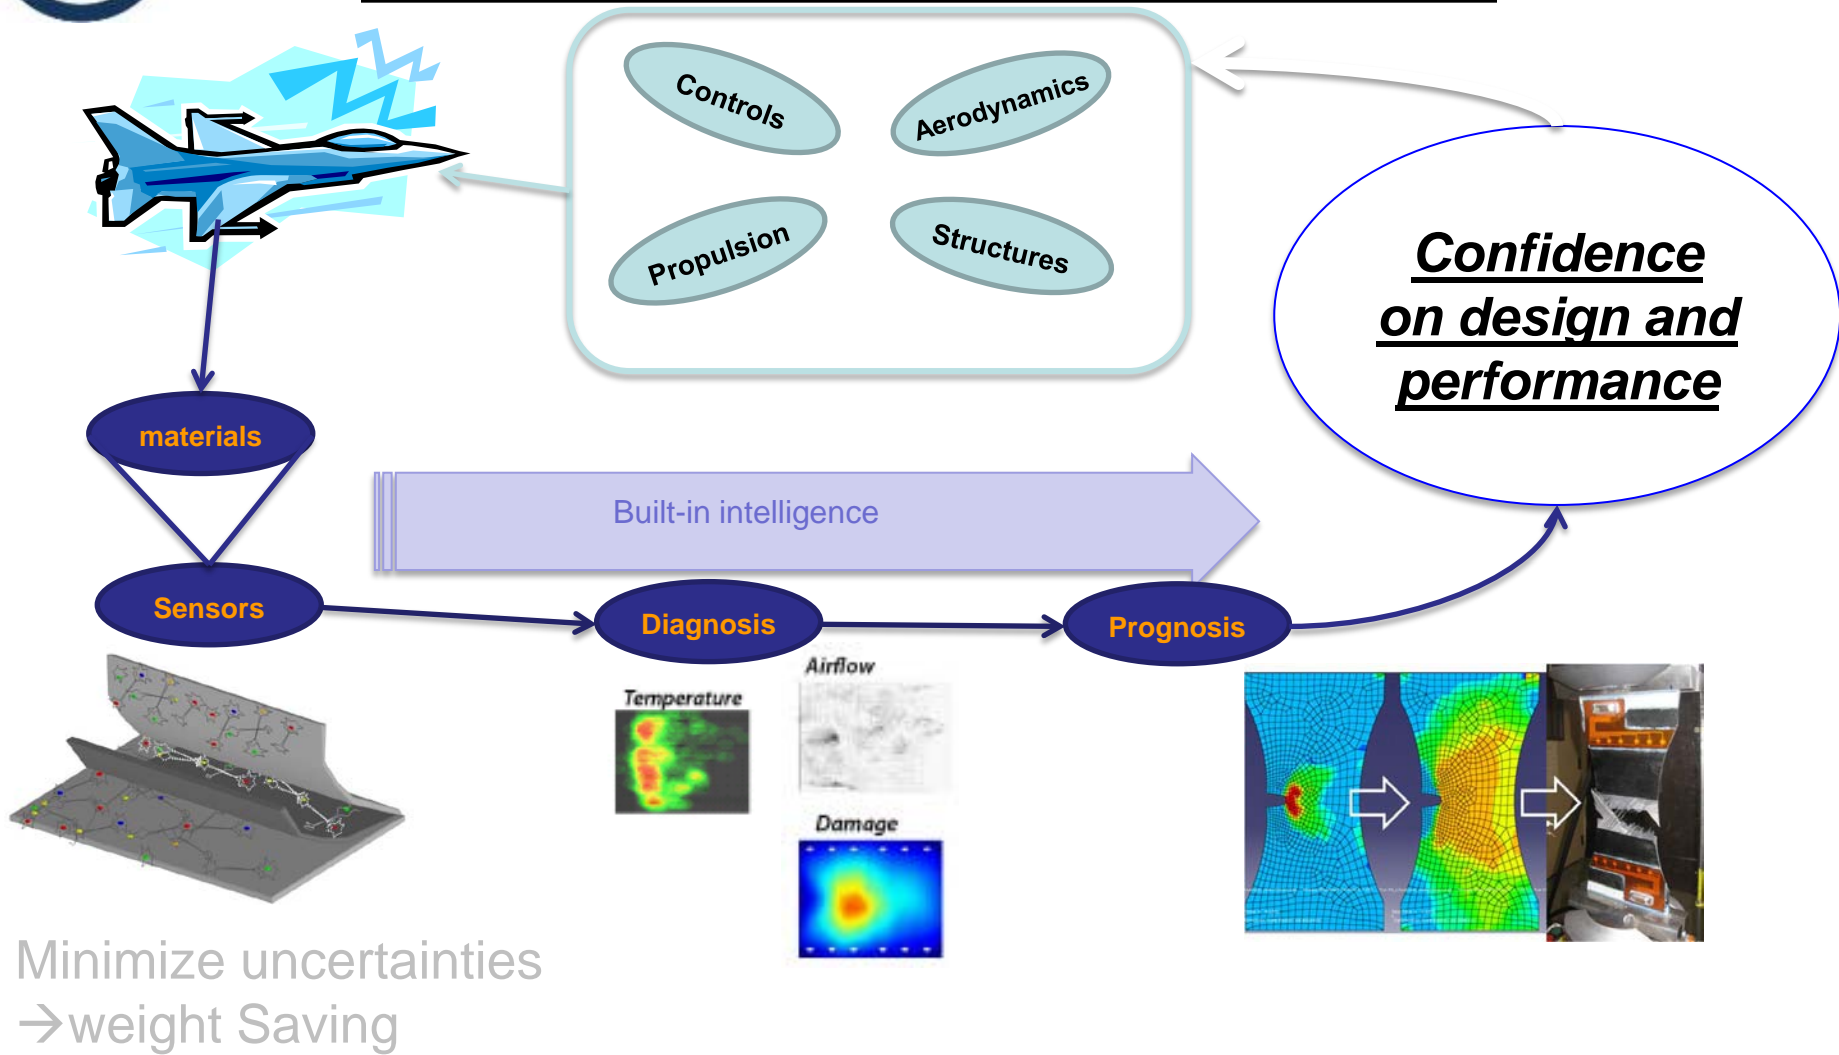 Controls
Aerodynamics
Propulsion
Structures
Confidence
on design and
performance
materials
Built-in intelligence
Sensors
Diagnosis
Prognosis
Airflow
Temperature
Damage
Minimize uncertainties
→weight Saving